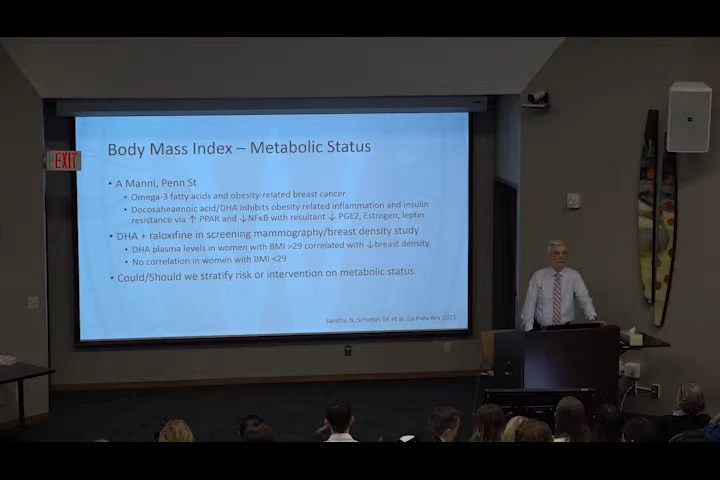 EXIT
Body Mass Index – Metabolic Status
• A Manni, Penn St
• Omega-3 fatty acids and obesity-related breast cancer
• Docosaheaenoic acid/DHA inhibits obesity related inflammation and insulin
resistance via ↑ PPAR and ↓NFκB with resultant ↓ PGE2, Estrogen, leptin
• DHA + raloxifine in screening mammography/breast density study
• DHA plasma levels in women with BMI >29 correlated with ↓breast density
• No correlation in women with BMI <29
• Could/Should we stratify risk or intervention on metabolic status
Sandhu N, Schetter SE et al. Ca Prev Res 2015